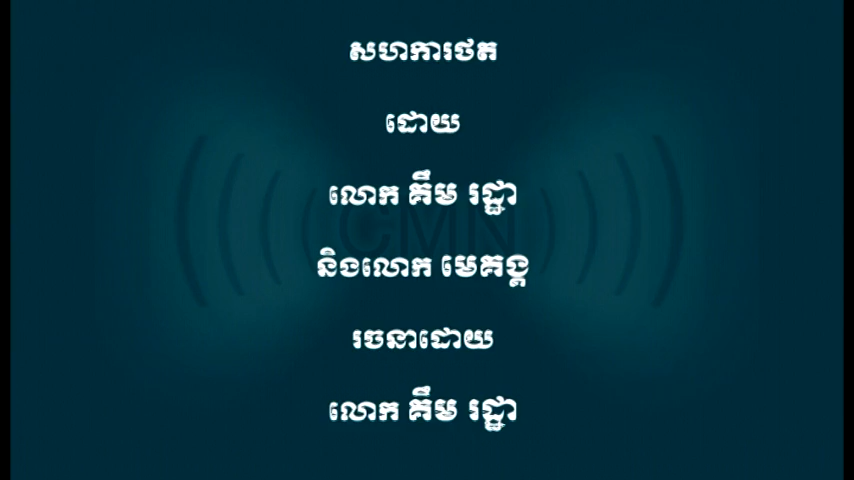 សហការថត
ដោយ
លោក គឹម រដ្ឋា
CMN
និងលោក មេគង្គ
រចនាដោយ
លោក គឹម រដ្ឋា